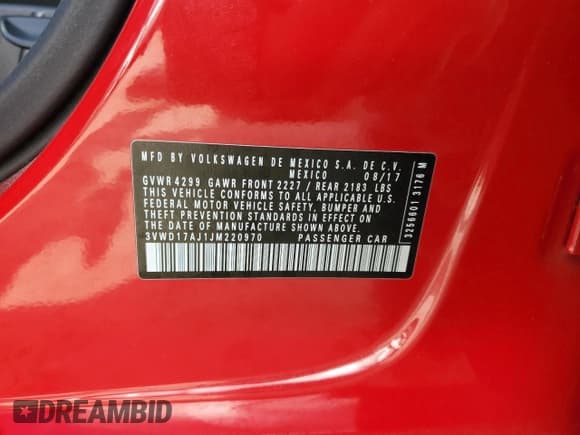 MFD BY VOLKSWAGEN DE MEXICO S.A. DE C.V.
MEXICO 08/17
GVWR 4299 GAWR FRONT 2227 / REAR 2183 LBS
THIS VEHICLE CONFORMS TO ALL APPLICABLE U.S.
FEDERAL MOTOR VEHICLE SAFETY, BUMPER AND
THEFT PREVENTION STANDARDS IN EFFECT ON
THE DATE OF MANUFACTURE SHOWN ABOVE.
3VWD17AJ1JM220970 PASSENGER CAR
3256601 3176 M
DREAMBID